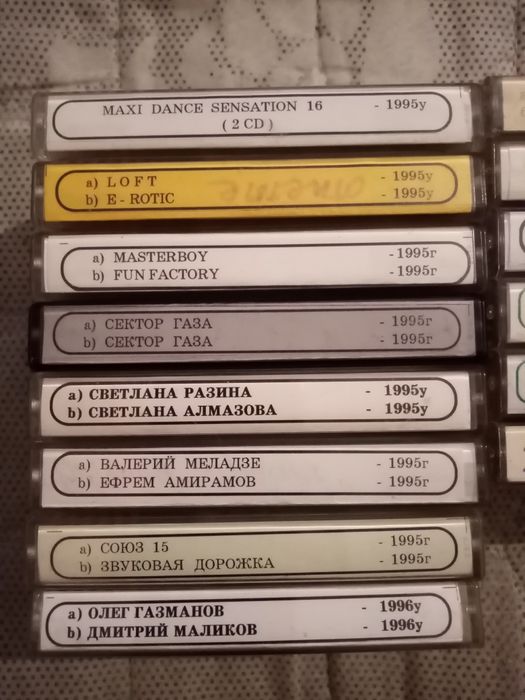 MAXI DANCE SENSATION 16 - 1995y
( 2 CD )
a) LOFT - 1995y
b) E - ROTIC - 1995y
a) MASTERBOY - 1995г
b) FUN FACTORY - 1995г
a) СЕКТОР ГАЗА - 1995г
b) СЕКТОР ГАЗА - 1995г
a) СВЕТЛАНА РАЗИНА - 1995y
b) СВЕТЛАНА АЛМАЗОВА - 1995y
a) ВАЛЕРИЙ МЕЛАДЗЕ - 1995г
b) ЕФРЕМ АМИРАМОВ - 1995г
a) СОЮЗ 15 - 1995г
b) ЗВУКОВАЯ ДОРОЖКА - 1995г
a) ОЛЕГ ГАЗМАНОВ - 1996y
b) ДМИТРИЙ МАЛИКОВ - 1996y